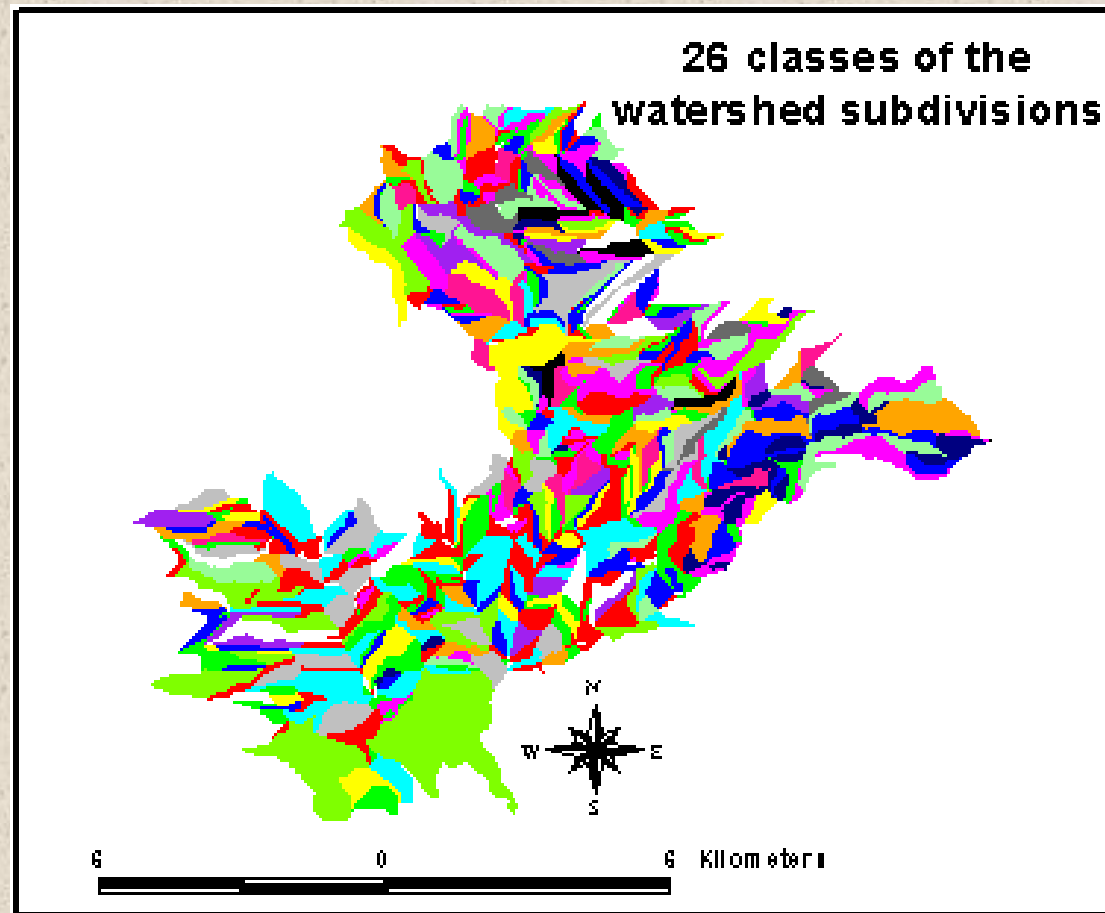 26 classes of the
watershed subdivisions
N
W E
S
6 0 6 Kilometers